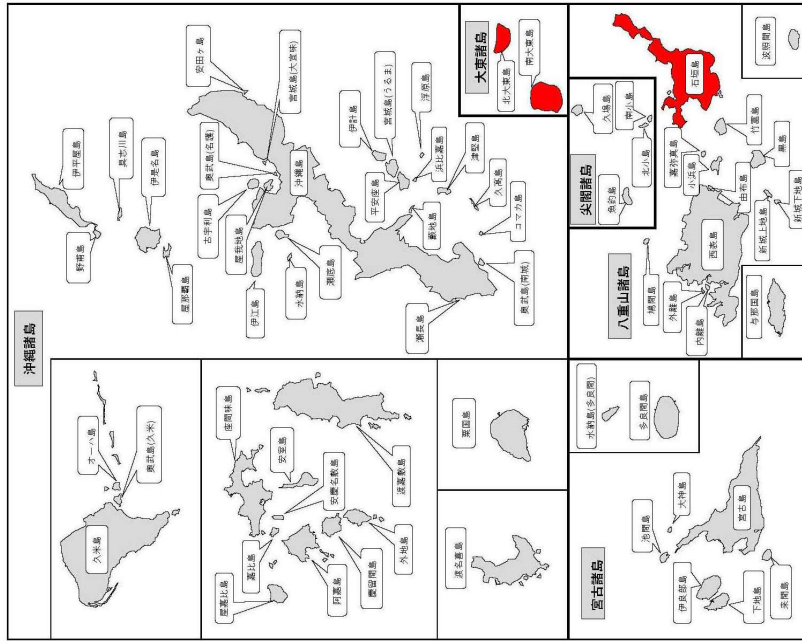 沖縄諸島
伊平屋島
野甫島
具志川島
伊是名島
屋那覇島
安田ヶ島
宮城島(大宜味)
奥武島(名護)
古宇利島
屋我地島
沖縄島
伊江島
水納島
瀬底島
伊計島
宮城島(うるま)
平安座島
浮原島
浜比嘉島
藪地島
津堅島
久高島
コマカ島
奥武島(南城)
瀬長島
大東諸島
北大東島
南大東島
オーハ島
奥武島(久米)
久米島
座間味島
安室島
安慶名敷島
嘉比島
屋嘉比島
阿嘉島
慶留間島
外地島
渡嘉敷島
粟国島
渡名喜島
尖閣諸島
久場島
南小島
北小島
魚釣島
石垣島
波照間島
八重山諸島
嘉弥真島
小浜島
竹富島
黒島
由布島
新城上地島
新城下地島
西表島
鳩間島
外離島
内離島
与那国島
宮古諸島
水納島(多良間)
多良間島
池間島
大神島
宮古島
伊良部島
下地島
来間島